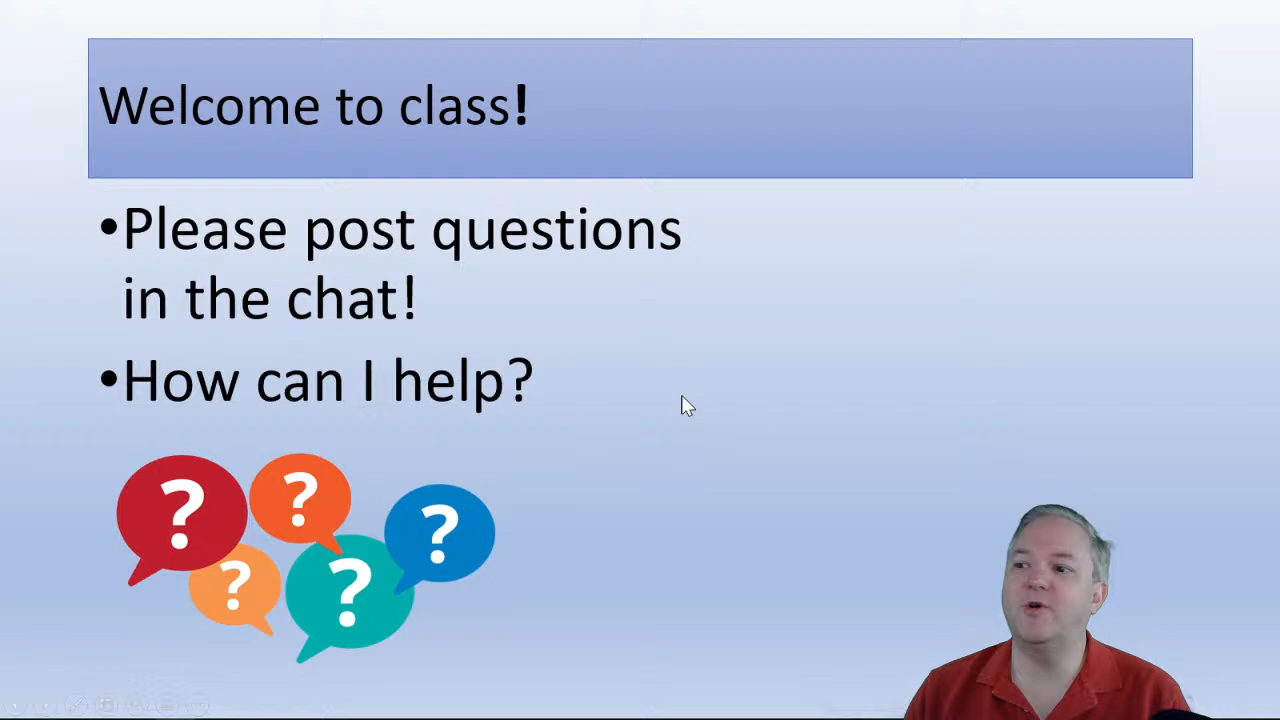 Welcome to class!
•Please post questions
in the chat!
•How can I help?
? ? ? ? ?